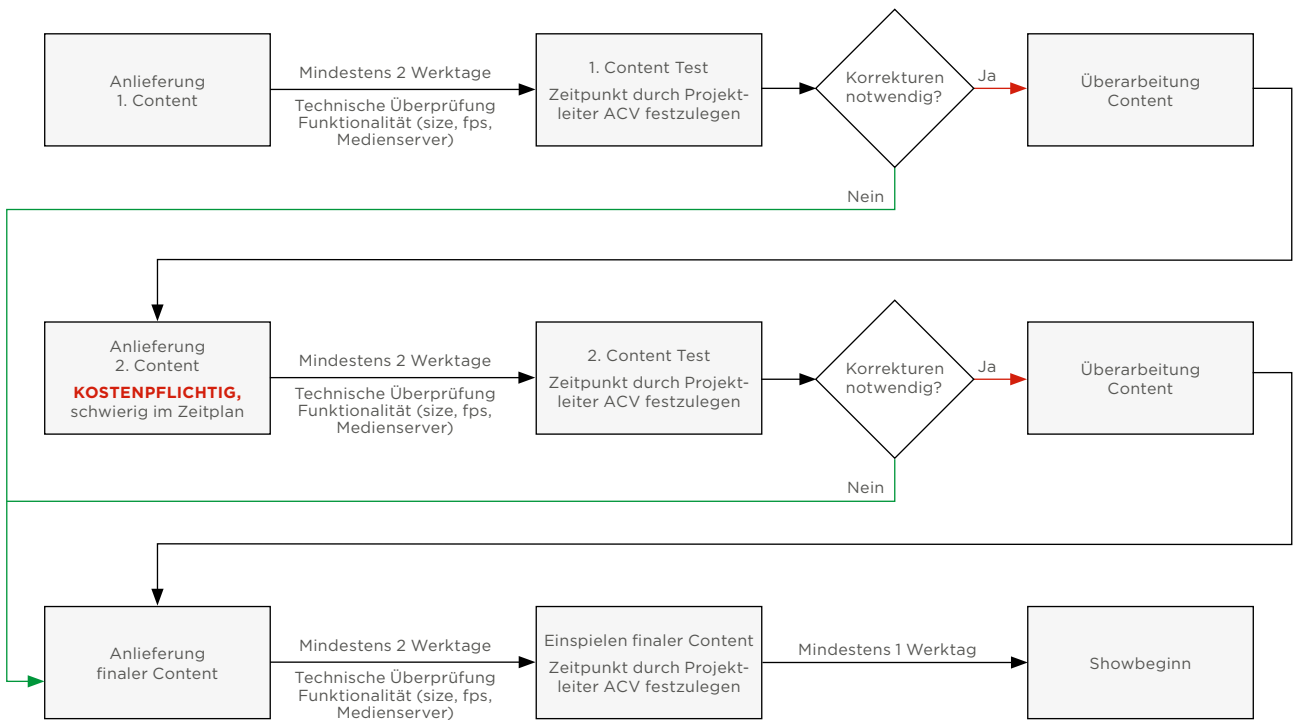 Anlieferung
1. Content
Mindestens 2 Werktage
Technische Überprüfung
Funktionalität (size, fps,
Medienserver)
1. Content Test
Zeitpunkt durch Projekt-
leiter ACV festzulegen
Korrekturen
notwendig?
Ja
Überarbeitung
Content
Nein
Anlieferung
2. Content
KOSTENPFLICHTIG,
schwierig im Zeitplan
Mindestens 2 Werktage
Technische Überprüfung
Funktionalität (size, fps,
Medienserver)
2. Content Test
Zeitpunkt durch Projekt-
leiter ACV festzulegen
Korrekturen
notwendig?
Ja
Überarbeitung
Content
Nein
Anlieferung
finaler Content
Mindestens 2 Werktage
Technische Überprüfung
Funktionalität (size, fps,
Medienserver)
Einspielen finaler Content
Zeitpunkt durch Projekt-
leiter ACV festzulegen
Mindestens 1 Werktag
Showbeginn